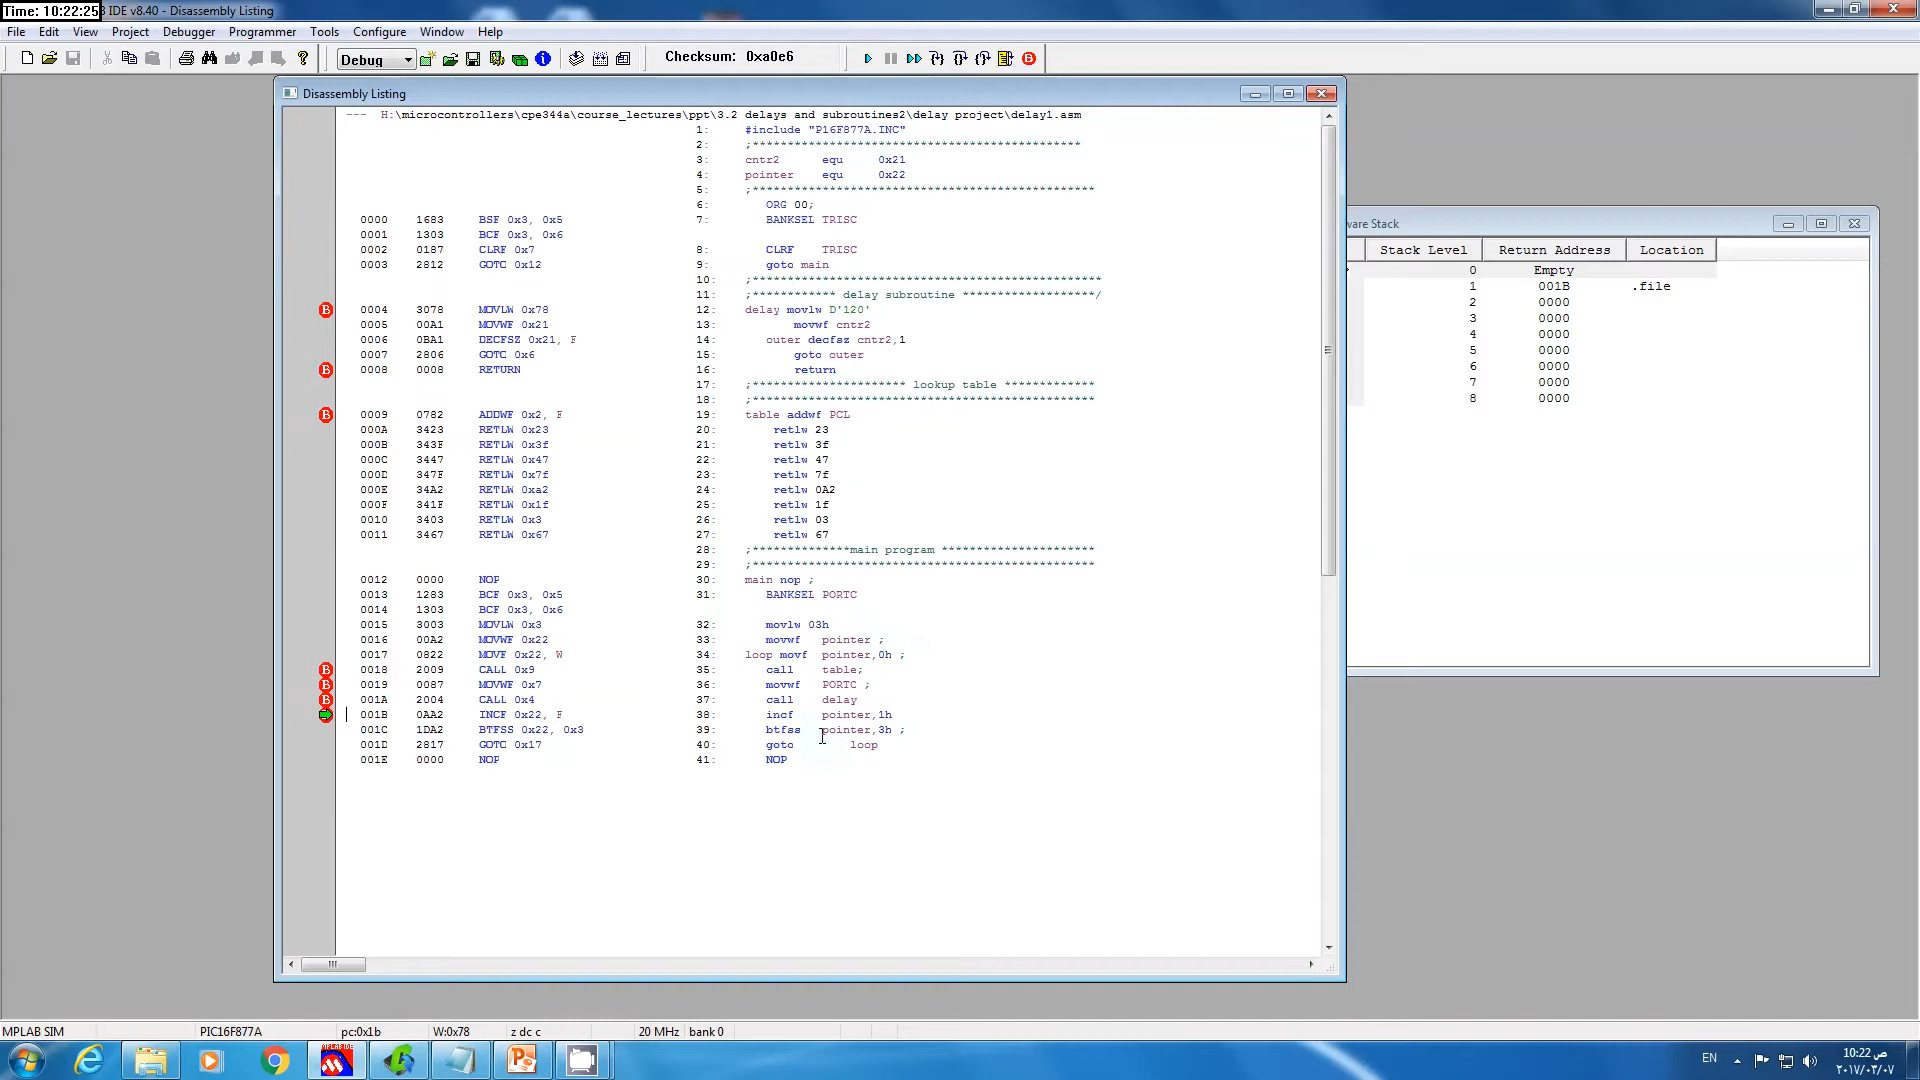 Time: 10:22:25
B IDE v8.40 - Disassembly Listing
File Edit View Project Debugger Programmer Tools Configure Window Help
Debug Checksum: 0xa0e6
Disassembly Listing
--- H:\microcontrollers\cpe344a\course_lectures\ppt\3.2 delays and subroutines2\delay project\delay1.asm
1: #include "P16F877A.INC"
2: ;************************************************
3: cntr2 equ 0x21
4: pointer equ 0x22
5: ;**************************************************
6: ORG 00;
0000 1683 BSF 0x3, 0x5 7: BANKSEL TRISC
0001 1303 BCF 0x3, 0x6
0002 0187 CLRF 0x7 8: CLRF TRISC
0003 2812 GOTO 0x12 9: goto main
10: ;***************************************************
11: ;************ delay subroutine *******************/
0004 3078 MOVLW 0x78 12: delay movlw D'120'
0005 00A1 MOVWF 0x21 13: movwf cntr2
0006 0BA1 DECFSZ 0x21, F 14: outer decfsz cntr2,1
0007 2806 GOTO 0x6 15: goto outer
0008 0008 RETURN 16: return
17: ;********************** lookup table *************
18: ;**************************************************
0009 0782 ADDWF 0x2, F 19: table addwf PCL
000A 3423 RETLW 0x23 20: retlw 23
000B 343F RETLW 0x3f 21: retlw 3f
000C 3447 RETLW 0x47 22: retlw 47
000D 347F RETLW 0x7f 23: retlw 7f
000E 34A2 RETLW 0xa2 24: retlw 0A2
000F 341F RETLW 0x1f 25: retlw 1f
0010 3403 RETLW 0x3 26: retlw 03
0011 3467 RETLW 0x67 27: retlw 67
28: ;**************main program **********************
29: ;**************************************************
0012 0000 NOP 30: main nop ;
0013 1283 BCF 0x3, 0x5 31: BANKSEL PORTC
0014 1303 BCF 0x3, 0x6
0015 3003 MOVLW 0x3 32: movlw 03h
0016 00A2 MOVWF 0x22 33: movwf pointer ;
0017 0822 MOVF 0x22, W 34: loop movf pointer,0h ;
0018 2009 CALL 0x9 35: call table;
0019 0087 MOVWF 0x7 36: movwf PORTC ;
001A 2004 CALL 0x4 37: call delay
001B 0AA2 INCF 0x22, F 38: incf pointer,1h
001C 1DA2 BTFSS 0x22, 0x3 39: btfss pointer,3h ;
001D 2817 GOTO 0x17 40: goto loop
001E 0000 NOP 41: NOP
ware Stack
Stack Level Return Address Location
0 Empty
1 001B .file
2 0000
3 0000
4 0000
5 0000
6 0000
7 0000
8 0000
MPLAB SIM PIC16F877A pc:0x1b W:0x78 z dc c 20 MHz bank 0
EN
10:22 ص
٢٠١٧/٠٣/٠٧